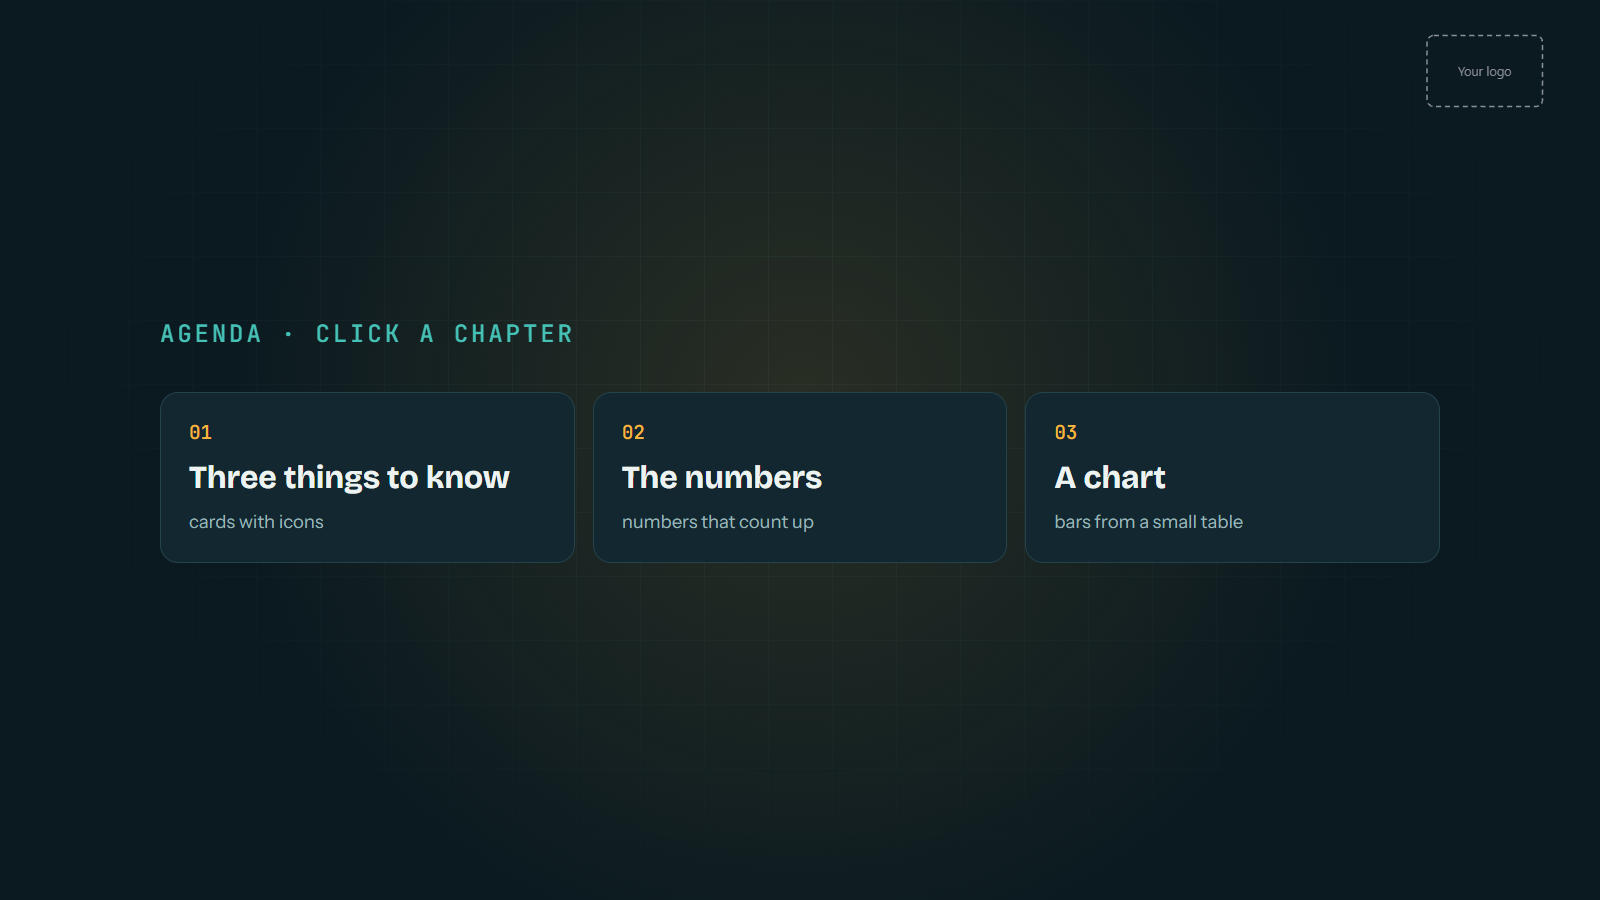 Your logo
AGENDA · CLICK A CHAPTER
01
Three things to know
cards with icons
02
The numbers
numbers that count up
03
A chart
bars from a small table